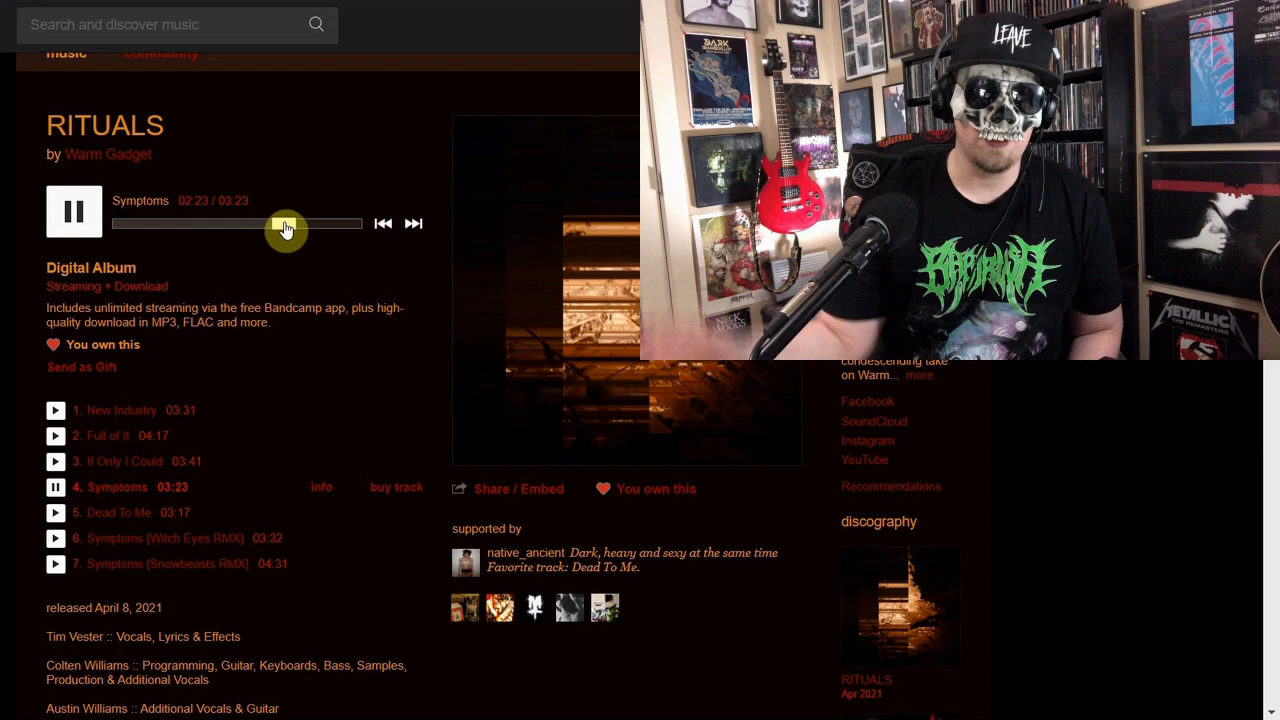 Search and discover music
music community
RITUALS
by Warm Gadget
Symptoms 02:23 / 03:23
Digital Album
Streaming + Download
Includes unlimited streaming via the free Bandcamp app, plus high-
quality download in MP3, FLAC and more.
You own this
Send as Gift
1. New Industry 03:31
2. Full of It 04:17
3. If Only I Could 03:41
4. Symptoms 03:23 info buy track
5. Dead To Me 03:17
6. Symptoms [Witch Eyes RMX] 03:32
7. Symptoms [Snowbeasts RMX] 04:31
released April 8, 2021
Tim Vester :: Vocals, Lyrics & Effects
Colten Williams :: Programming, Guitar, Keyboards, Bass, Samples,
Production & Additional Vocals
Austin Williams :: Additional Vocals & Guitar
Share / Embed You own this
supported by
native_ancient Dark, heavy and sexy at the same time
Favorite track: Dead To Me.
condescending take
on Warm... more
Facebook
SoundCloud
Instagram
YouTube
Recommendations
discography
RITUALS
Apr 2021
LEAVE
DARK
TRANQUILLITY
NECK
WOODS
METALLICA
THE REMASTERS